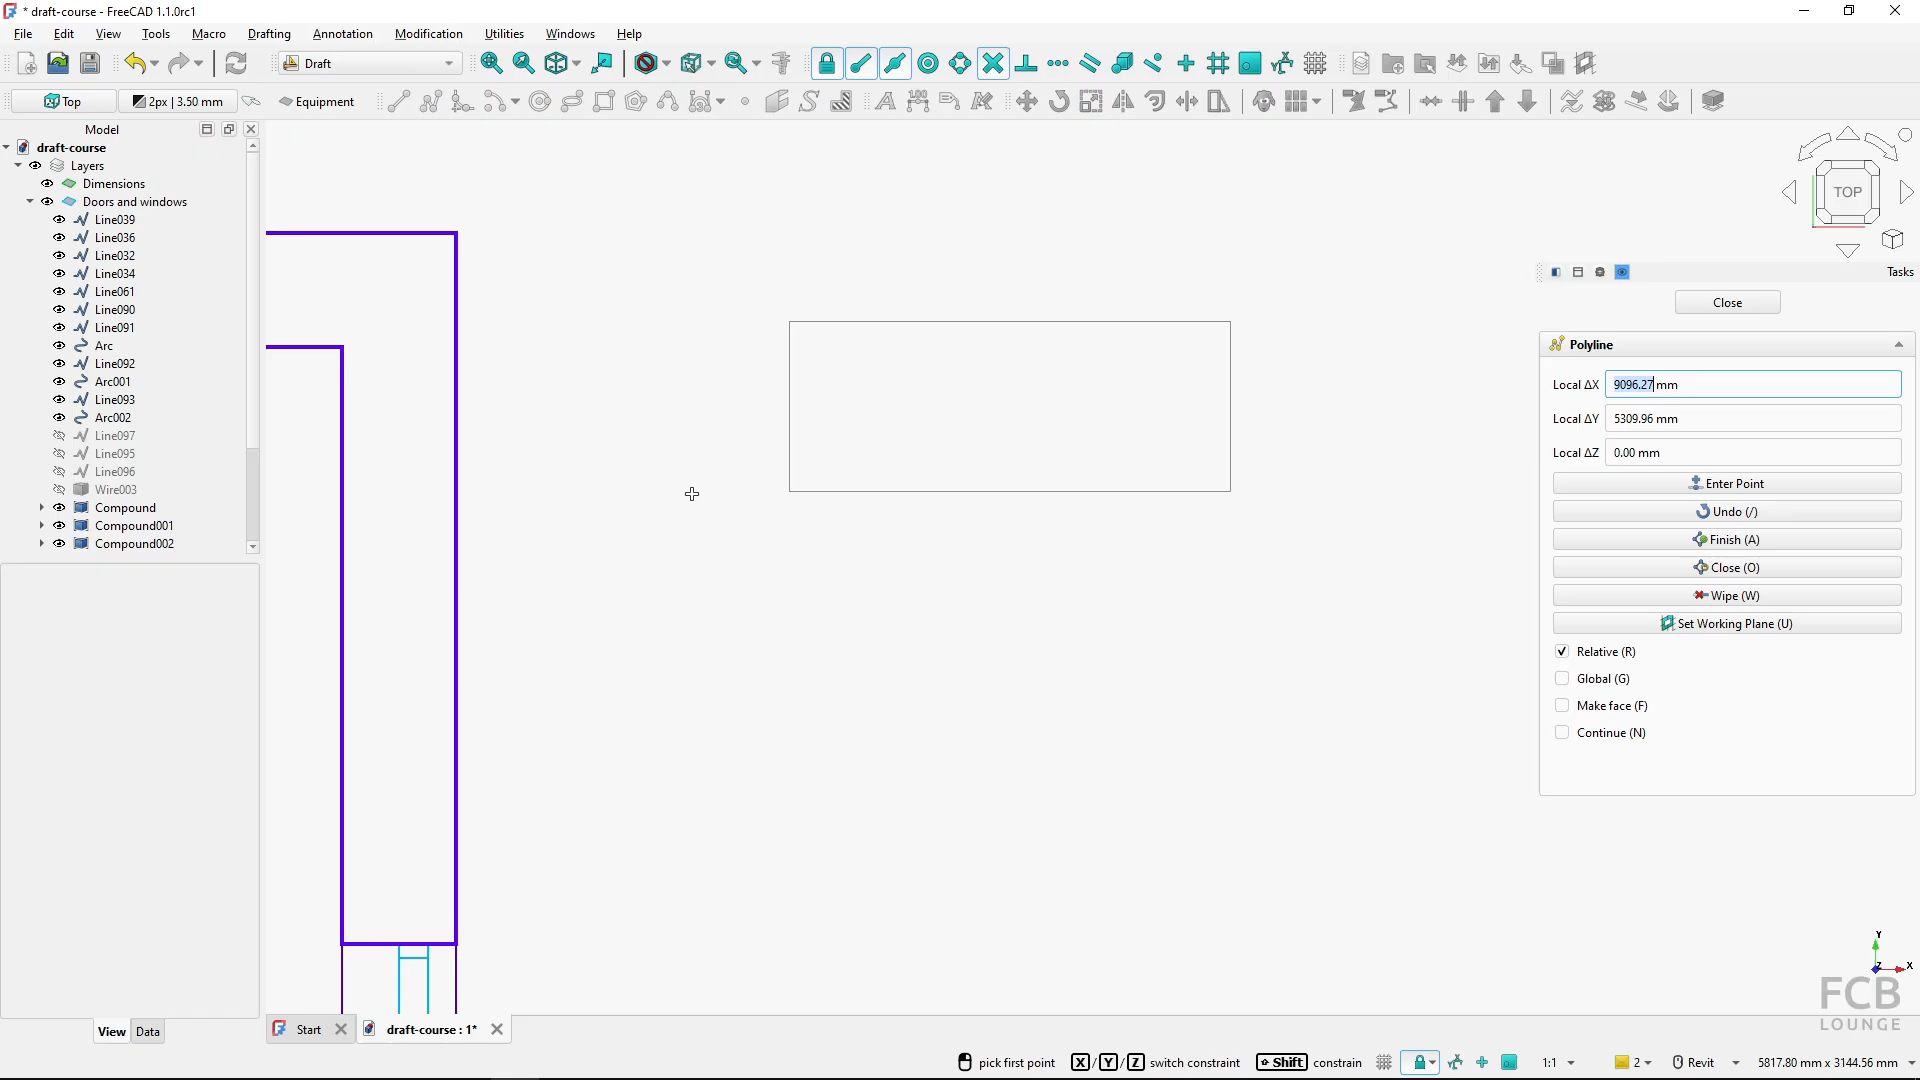 * draft-course - FreeCAD 1.1.0rc1
File Edit View Tools Macro Drafting Annotation Modification Utilities Windows Help
Draft
Top 2px | 3.50 mm Equipment
Model
draft-course
Layers
Dimensions
Doors and windows
Line039
Line036
Line032
Line034
Line061
Line090
Line091
Arc
Line092
Arc001
Line093
Arc002
Line097
Line095
Line096
Wire003
Compound
Compound001
Compound002
View Data
TOP
Tasks
Close
Polyline
Local ΔX 9096.27 mm
Local ΔY 5309.96 mm
Local ΔZ 0.00 mm
Enter Point
Undo (/)
Finish (A)
Close (O)
Wipe (W)
Set Working Plane (U)
Relative (R)
Global (G)
Make face (F)
Continue (N)
Y
Z X
FCB
LOUNGE
Start draft-course : 1*
pick first point X / Y / Z switch constraint Shift constrain 1:1 2 Revit 5817.80 mm x 3144.56 mm